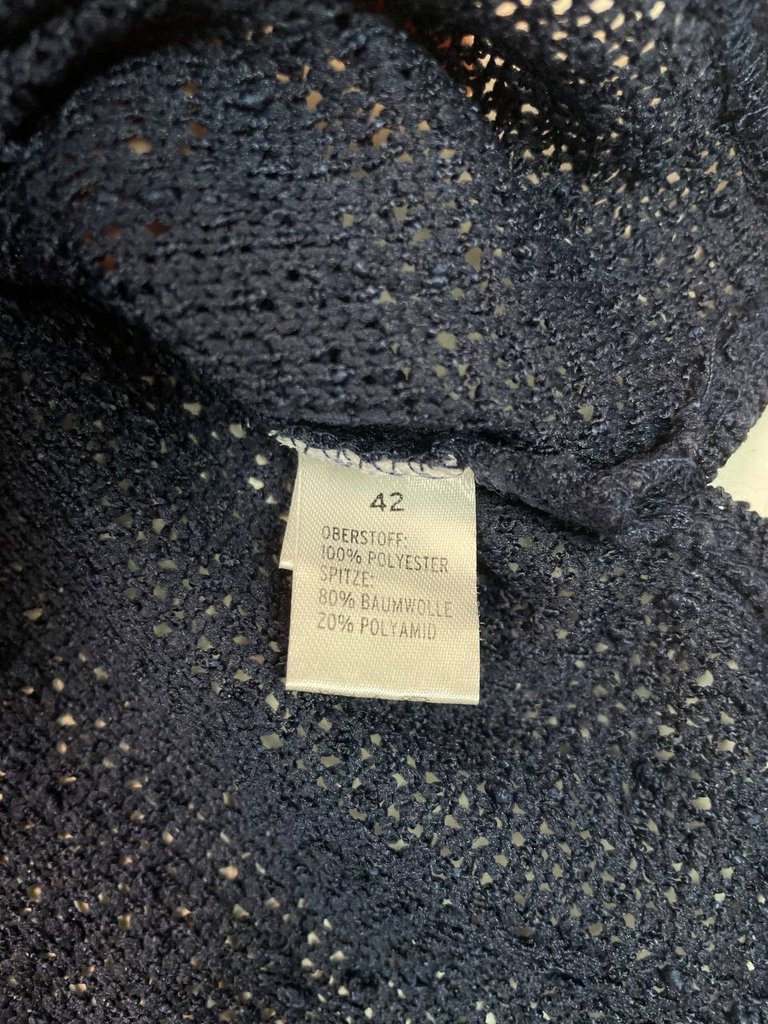 42
OBERSTOFF:
100% POLYESTER
SPITZE:
80% BAUMWOLLE
20% POLYAMID